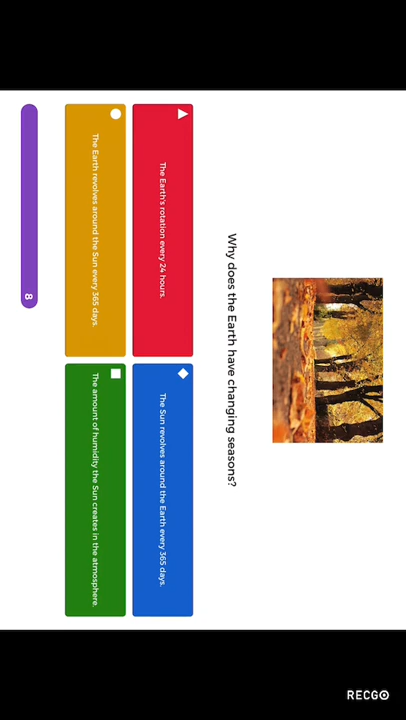 Why does the Earth have changing seasons?
The Earth's rotation every 24 hours.
The Sun revolves around the Earth every 365 days.
The Earth revolves around the Sun every 365 days.
The amount of humidity the Sun creates in the atmosphere.
8
RECGO